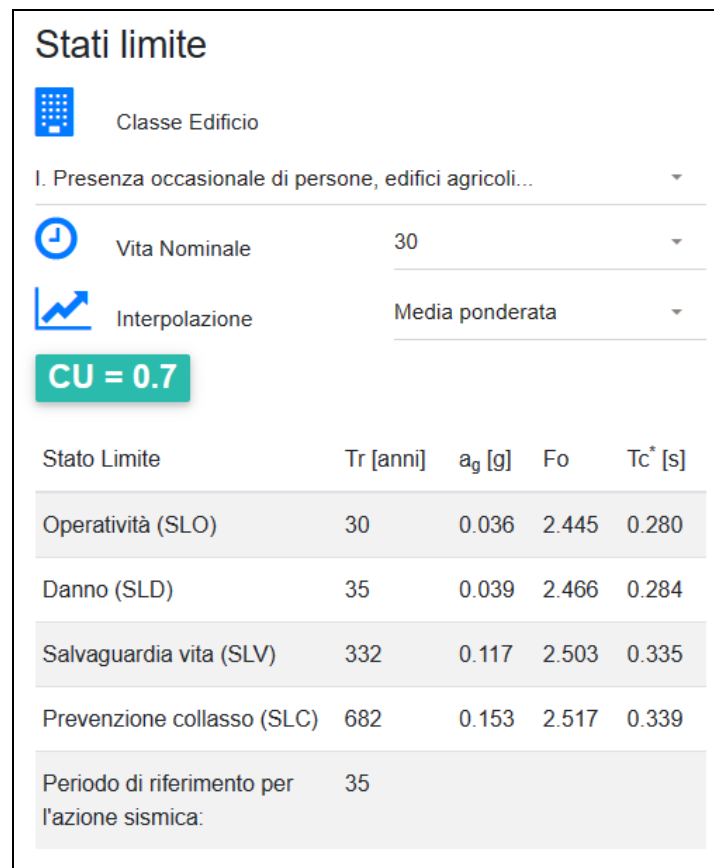 Stati limite
Classe Edificio
I. Presenza occasionale di persone, edifici agricoli...
Vita Nominale 30
Interpolazione Media ponderata
CU = 0.7
Stato Limite Tr [anni] ag [g] Fo Tc* [s]
Operatività (SLO) 30 0.036 2.445 0.280
Danno (SLD) 35 0.039 2.466 0.284
Salvaguardia vita (SLV) 332 0.117 2.503 0.335
Prevenzione collasso (SLC) 682 0.153 2.517 0.339
Periodo di riferimento per 35
l'azione sismica: